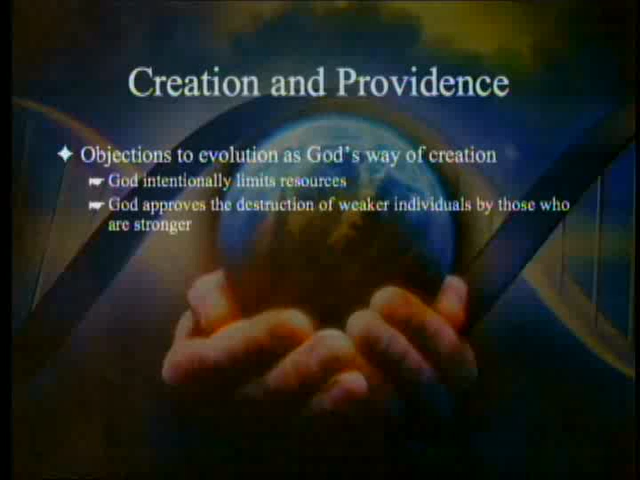 Creation and Providence
Objections to evolution as God's way of creation
God intentionally limits resources
God approves the destruction of weaker individuals by those who
are stronger